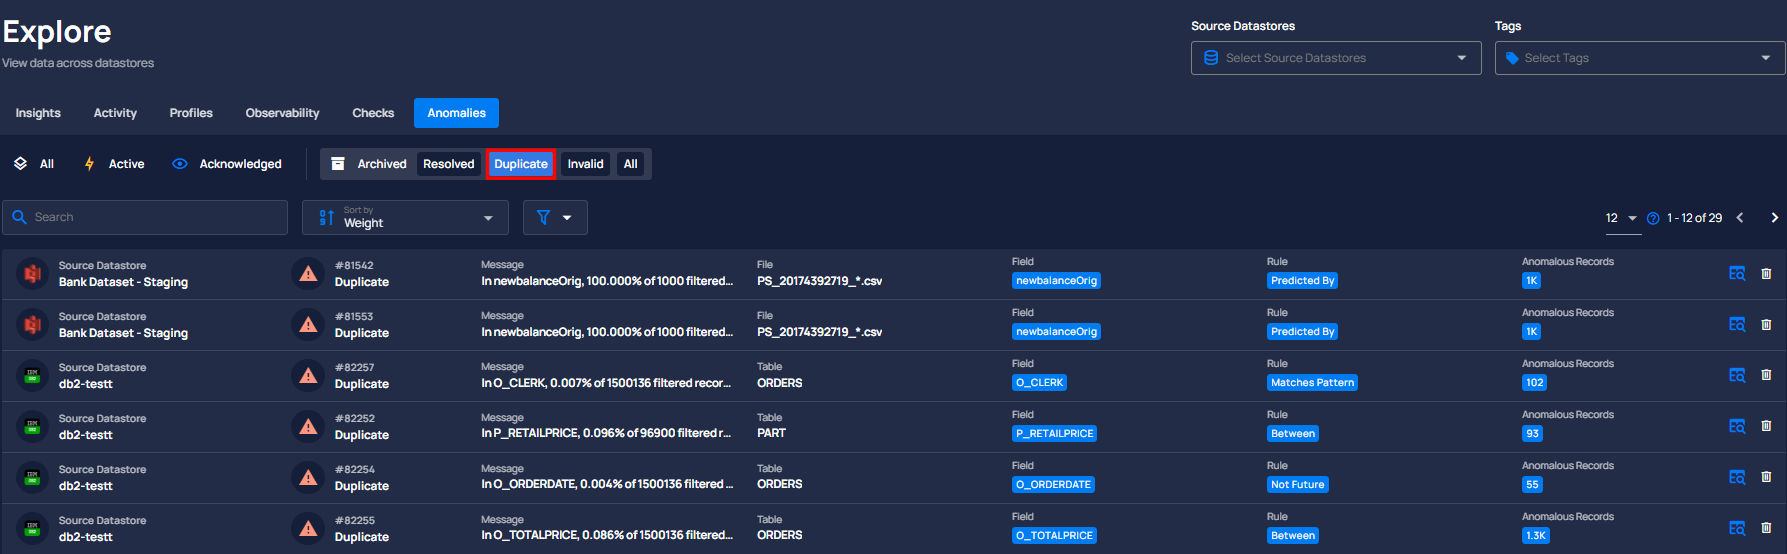 Explore
View data across datastores
Source Datastores
Select Source Datastores
Tags
Select Tags
Insights Activity Profiles Observability Checks Anomalies
All Active Acknowledged Archived Resolved Duplicate Invalid All
Search
Sort by
Weight
12 1 - 12 of 29
Source Datastore #81542 Message File Field Rule Anomalous Records
Bank Dataset - Staging Duplicate In newbalanceOrig, 100.000% of 1000 filtered... PS_20174392719_*.csv newbalanceOrig Predicted By 1K
Source Datastore #81553 Message File Field Rule Anomalous Records
Bank Dataset - Staging Duplicate In newbalanceOrig, 100.000% of 1000 filtered... PS_20174392719_*.csv newbalanceOrig Predicted By 1K
Source Datastore #82257 Message Table Field Rule Anomalous Records
db2-testt Duplicate In O_CLERK, 0.007% of 1500136 filtered recor... ORDERS O_CLERK Matches Pattern 102
Source Datastore #82252 Message Table Field Rule Anomalous Records
db2-testt Duplicate In P_RETAILPRICE, 0.096% of 96900 filtered r... PART P_RETAILPRICE Between 93
Source Datastore #82254 Message Table Field Rule Anomalous Records
db2-testt Duplicate In O_ORDERDATE, 0.004% of 1500136 filtered ... ORDERS O_ORDERDATE Not Future 55
Source Datastore #82255 Message Table Field Rule Anomalous Records
db2-testt Duplicate In O_TOTALPRICE, 0.086% of 1500136 filtered ... ORDERS O_TOTALPRICE Between 1.3K